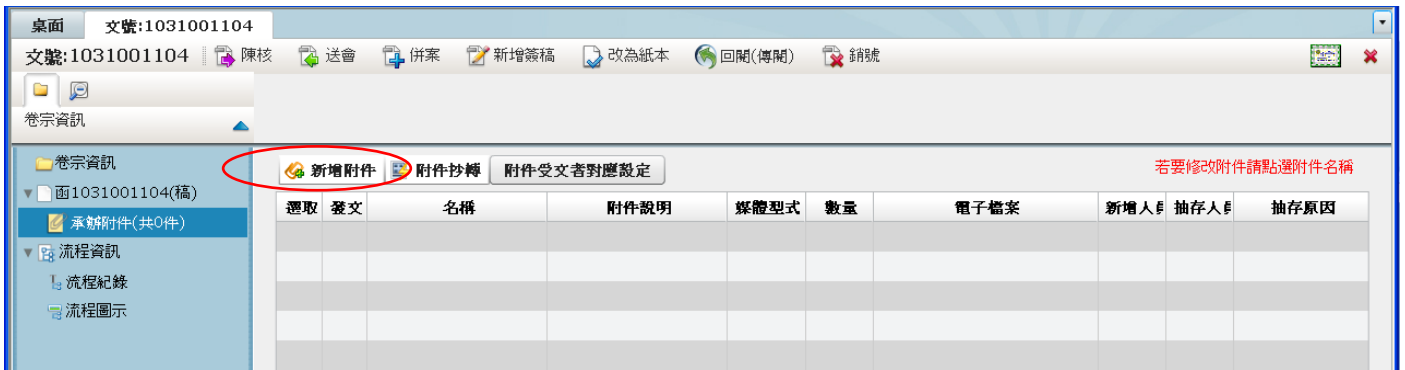 桌面 文號:1031001104
文號:1031001104 陳核 送會 併案 新增簽稿 改為紙本 回閱(傳閱) 銷號
卷宗資訊
卷宗資訊 新增附件 附件抄轉 附件受文者對應設定 若要修改附件請點選附件名稱
函1031001104(稿)
選取 發文 名稱 附件說明 媒體型式 數量 電子檔案 新增人員 抽存人員 抽存原因
承辦附件(共0件)
流程資訊
流程紀錄
流程圖示